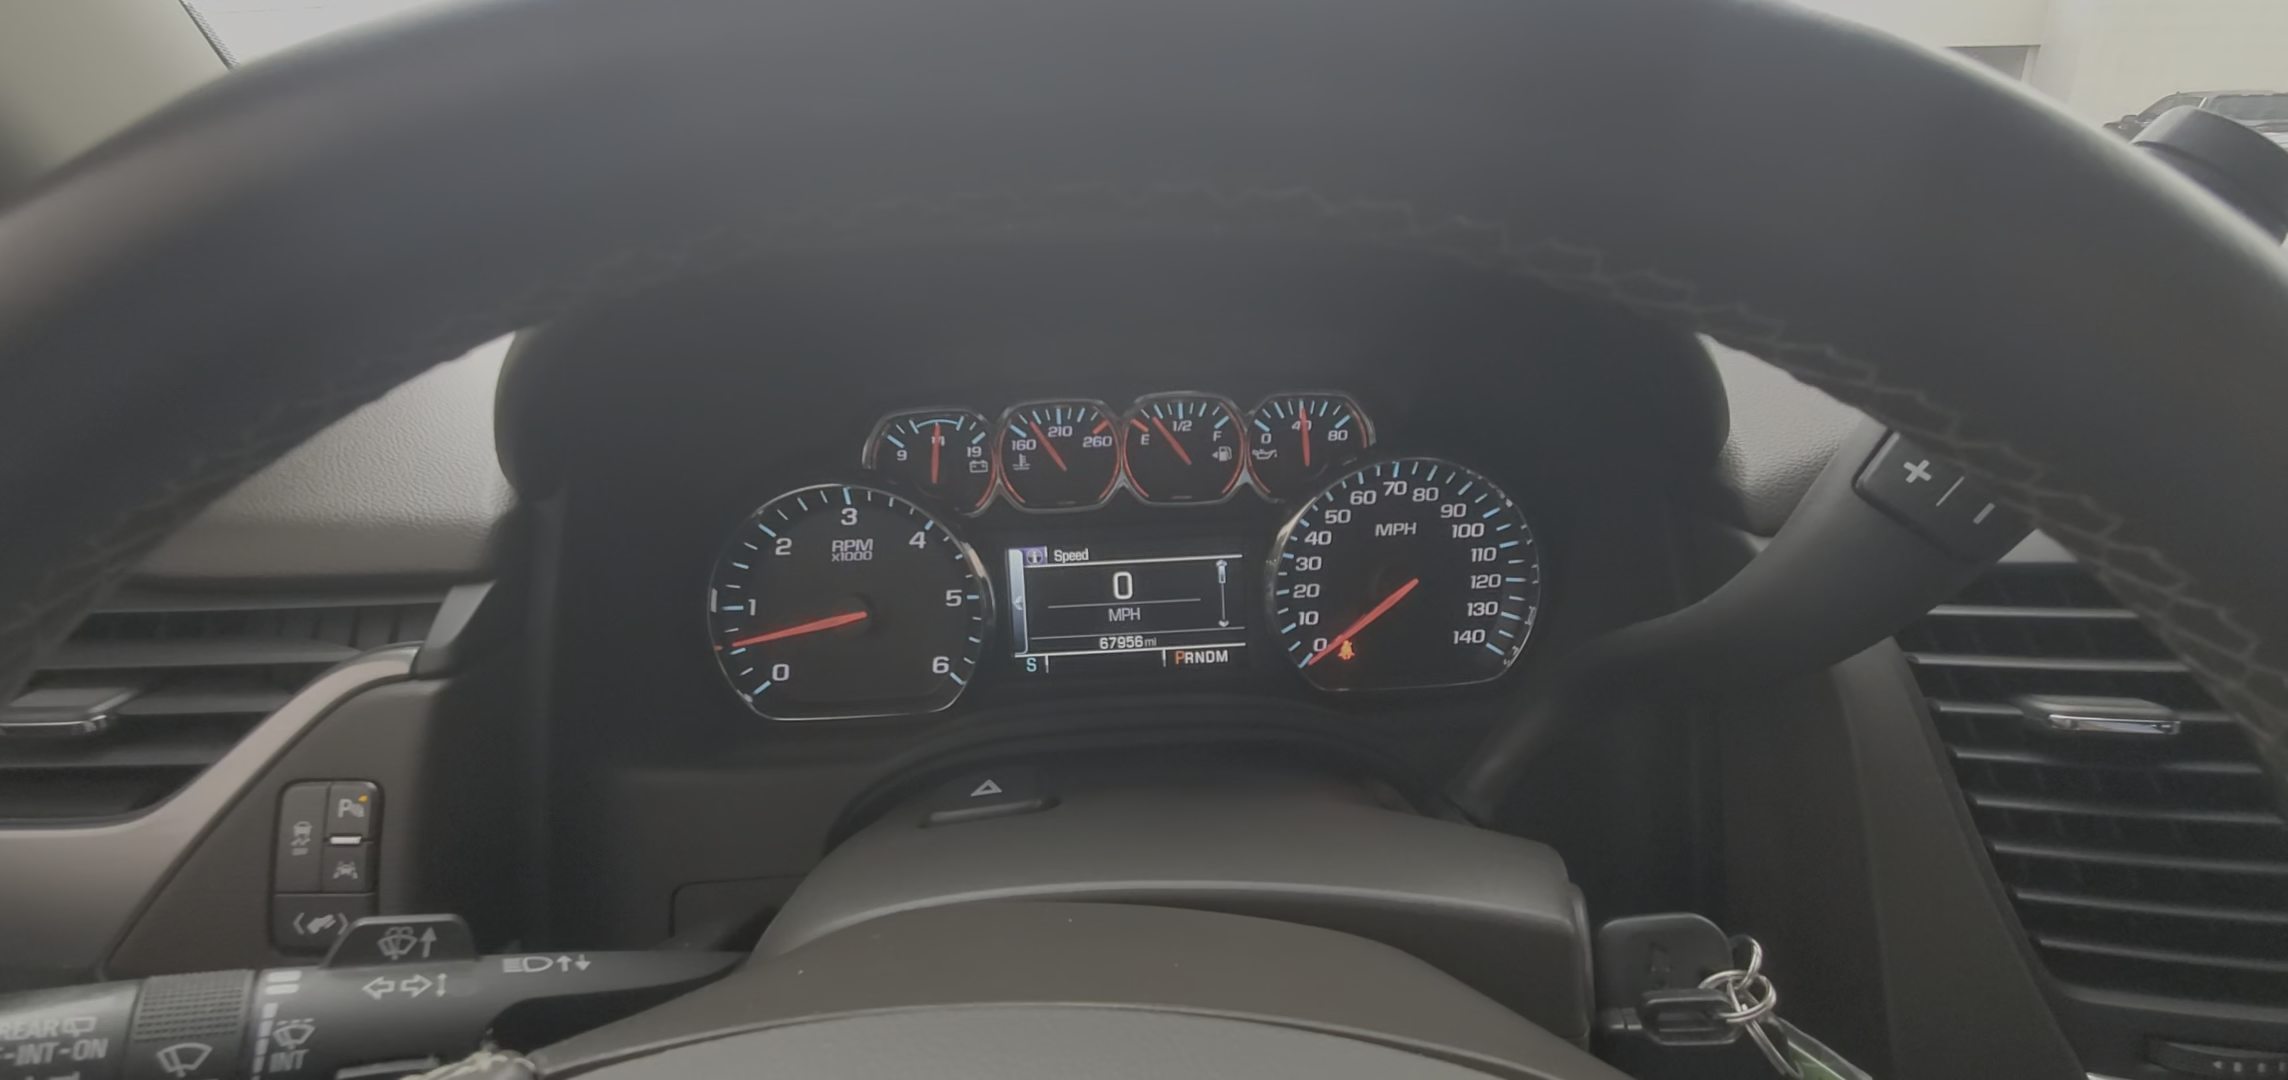 9 14 19
160 210 260
E 1/2 F
0 40 80
0 1 2 3 4 5 6
RPM
x1000
Speed
0
MPH
67956 mi
S
PRNDM
0 10 20 30 40 50 60 70 80 90 100 110 120 130 140
MPH
P
REAR
-INT-ON
INT